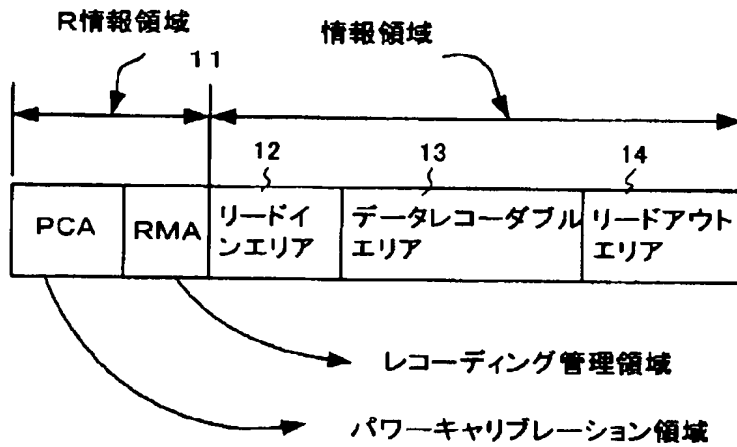 R情報領域
情報領域
11
12
13
14
PCA
RMA
リードイ
ンエリア
データレコーダブル
エリア
リードアウト
エリア
レコーディング管理領域
パワーキャリブレーション領域